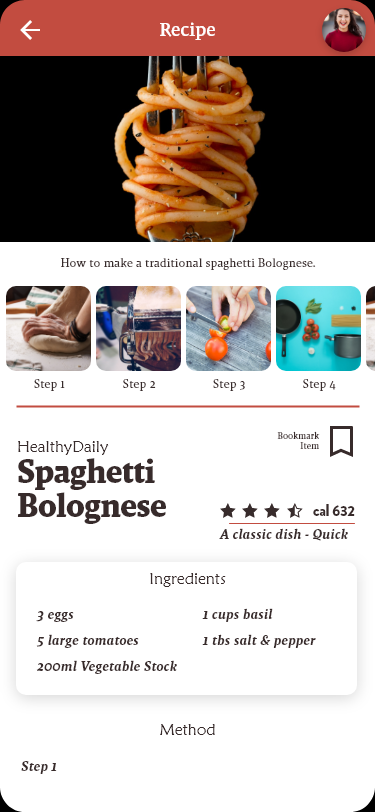 Recipe
How to make a traditional spaghetti Bolognese.
Step 1
Step 2
Step 3
Step 4
Bookmark
Item
HealthyDaily
Spaghetti
Bolognese
cal 632
A classic dish - Quick
Ingredients
3 eggs
1 cups basil
5 large tomatoes
1 tbs salt & pepper
200ml Vegetable Stock
Method
Step 1